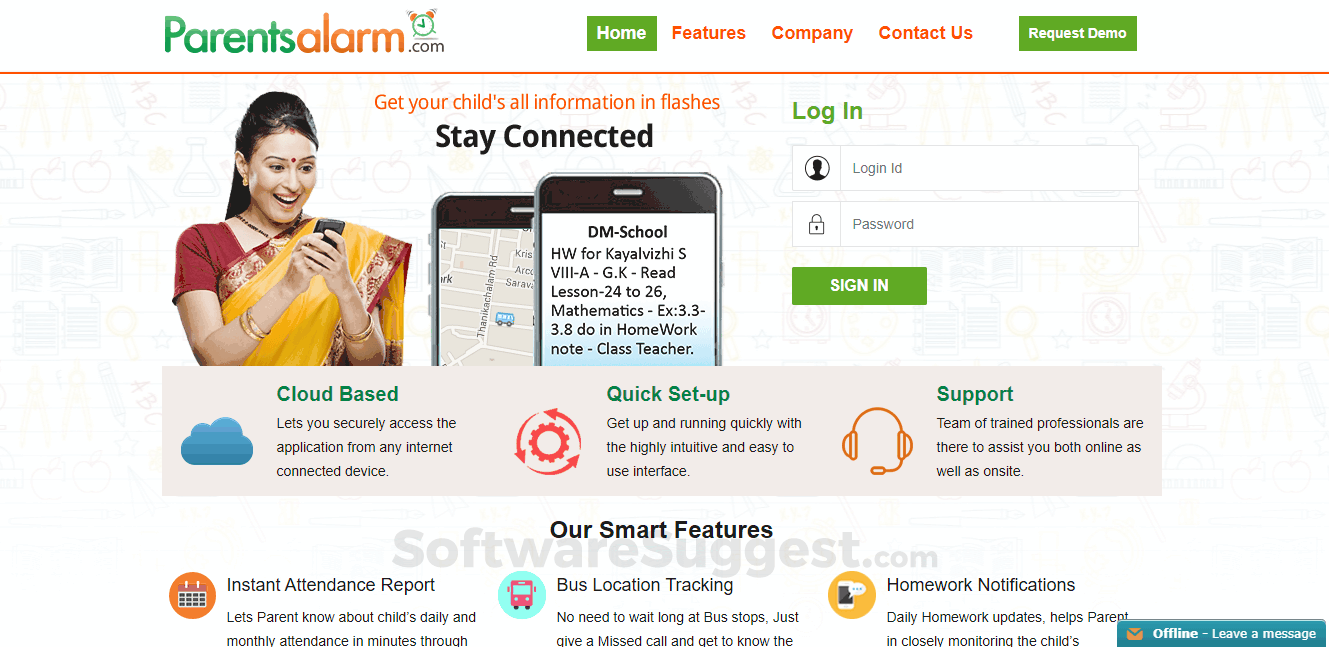 Parentsalarm.com
Home
Features
Company
Contact Us
Request Demo
Get your child's all information in flashes
Stay Connected
Kris
Arco
Sarava
ark
Thanikachalam Rd
DM-School
HW for Kayalvizhi S
VIII-A - G.K - Read
Lesson-24 to 26,
Mathematics - Ex:3.3-
3.8 do in HomeWork
note - Class Teacher.
Log In
Login Id
Password
SIGN IN
Cloud Based
Lets you securely access the
application from any internet
connected device.
Quick Set-up
Get up and running quickly with
the highly intuitive and easy to
use interface.
Support
Team of trained professionals are
there to assist you both online as
well as onsite.
Our Smart Features
SoftwareSuggest.com
Instant Attendance Report
Lets Parent know about child’s daily and
monthly attendance in minutes through
Bus Location Tracking
No need to wait long at Bus stops, Just
give a Missed call and get to know the
Homework Notifications
Daily Homework updates, helps Parent
in closely monitoring the child’s
Offline - Leave a message